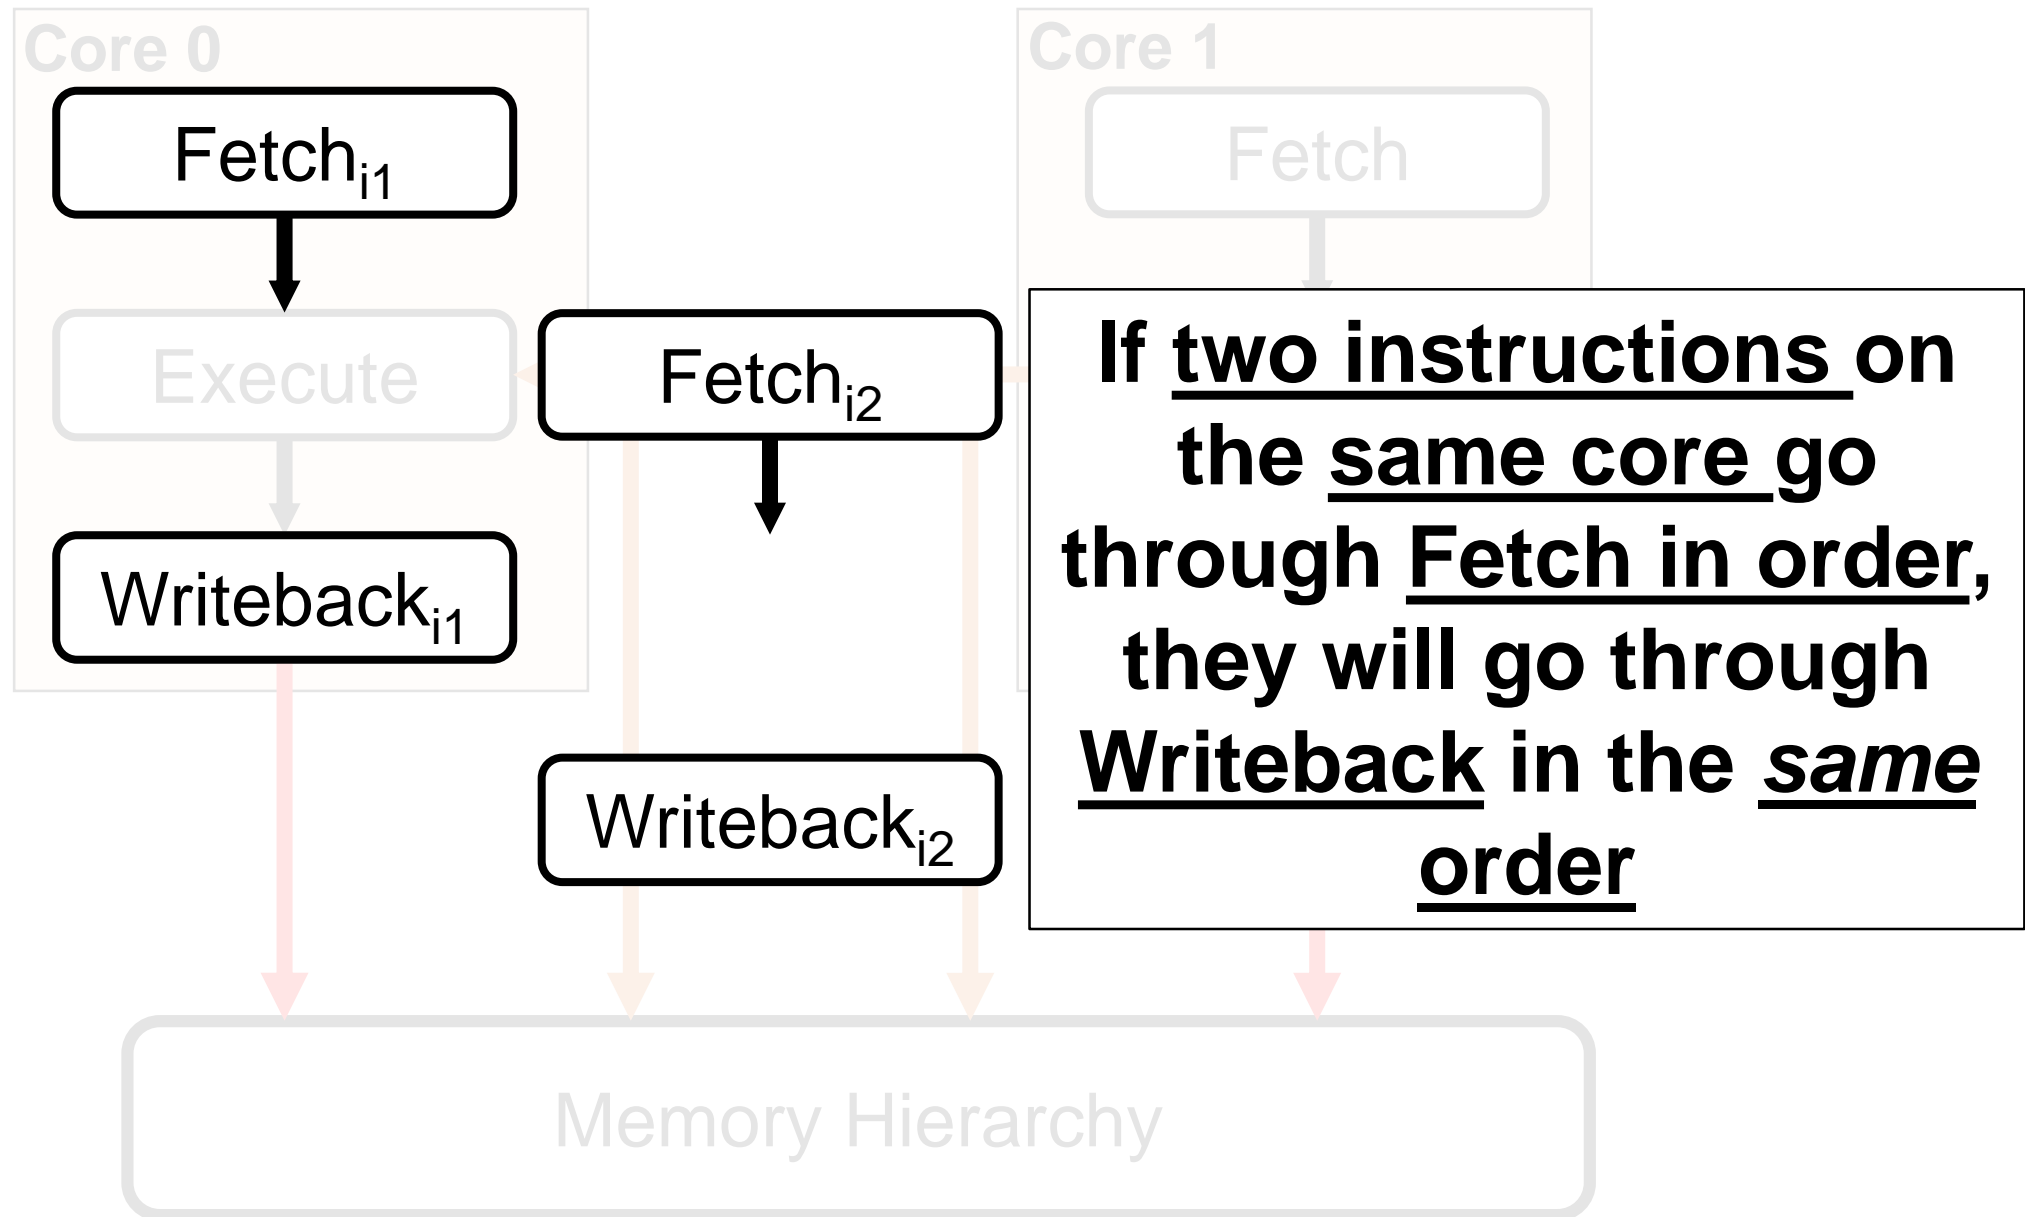 Core 0
Core 1
Fetchi1
Fetch
Execute
Fetchi2
If two instructions on
the same core go
through Fetch in order,
they will go through
Writeback in the same
order
Writebacki1
Writebacki2
Memory Hierarchy